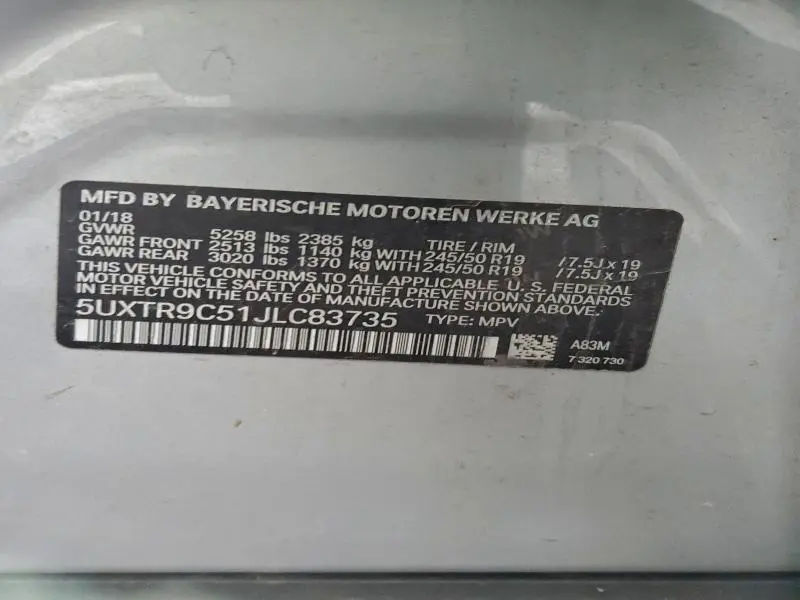 MFD BY BAYERISCHE MOTOREN WERKE AG
01/18
GVWR 5258 lbs 2385 kg TIRE / RIM
GAWR FRONT 2513 lbs 1140 kg WITH 245/50 R19 /7.5J x 19
GAWR REAR 3020 lbs 1370 kg WITH 245/50 R19 /7.5J x 19
THIS VEHICLE CONFORMS TO ALL APPLICABLE U. S. FEDERAL
MOTOR VEHICLE SAFETY AND THEFT PREVENTION STANDARDS
IN EFFECT ON THE DATE OF MANUFACTURE SHOWN ABOVE.
5UXTR9C51JLC83735 TYPE: MPV
A83M
7 320 730